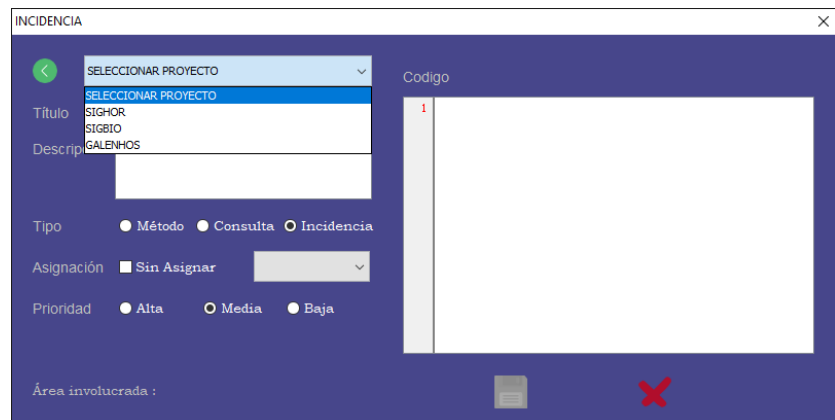 INCIDENCIA
SELECCIONAR PROYECTO
SELECCIONAR PROYECTO
SIGHOR
SIGBIO
GALENHOS
Título
Descrip
Tipo
Método Consulta Incidencia
Asignación
Sin Asignar
Prioridad
Alta Media Baja
Área involucrada :
Codigo
1